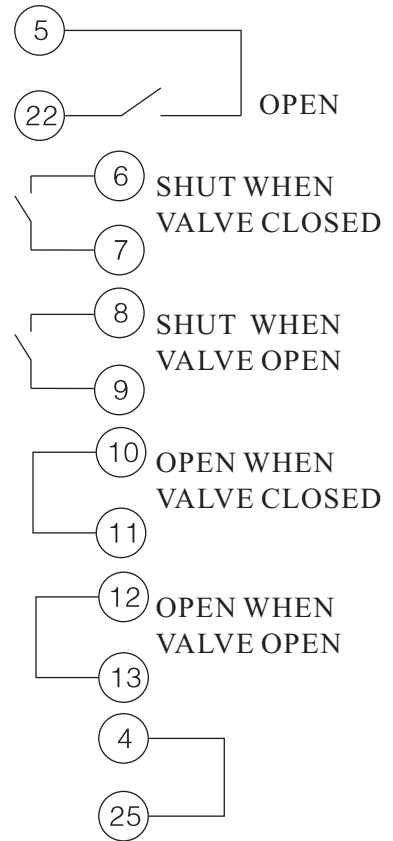 5
22 OPEN
6 SHUT WHEN
VALVE CLOSED
7
8 SHUT WHEN
VALVE OPEN
9
10 OPEN WHEN
VALVE CLOSED
11
12 OPEN WHEN
VALVE OPEN
13
4
25